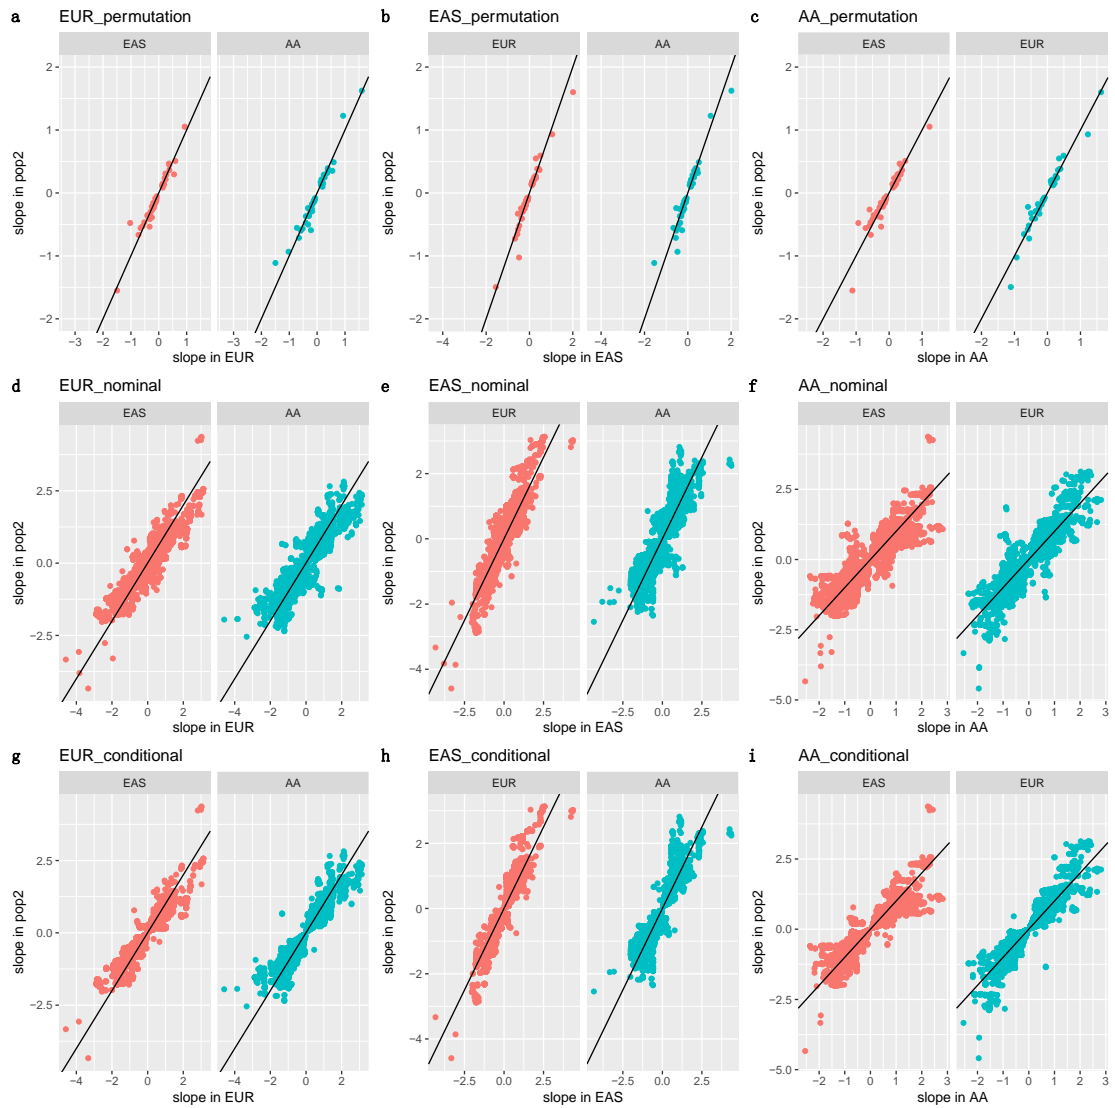 a EUR_permutation
EAS AA
2
1
0
−1
−2
−3 −2 −1 0 1 −3 −2 −1 0 1
slope in EUR
slope in pop2
b EAS_permutation
EUR AA
2
1
0
−1
−2
−4 −2 0 2 −4 −2 0 2
slope in EAS
slope in pop2
c AA_permutation
EAS EUR
2
1
0
−1
−2
−2 −1 0 1 −2 −1 0 1
slope in AA
slope in pop2
d EUR_nominal
EAS AA
2.5
0.0
−2.5
−4 −2 0 2 −4 −2 0 2
slope in EUR
slope in pop2
e EAS_nominal
EUR AA
2
0
−2
−4
−2.5 0.0 2.5 −2.5 0.0 2.5
slope in EAS
slope in pop2
f AA_nominal
EAS EUR
2.5
0.0
−2.5
−5.0
−2 −1 0 1 2 3 −2 −1 0 1 2 3
slope in AA
slope in pop2
g EUR_conditional
EAS AA
2.5
0.0
−2.5
−4 −2 0 2 −4 −2 0 2
slope in EUR
slope in pop2
h EAS_conditional
EUR AA
2
0
−2
−4
−2.5 0.0 2.5 −2.5 0.0 2.5
slope in EAS
slope in pop2
i AA_conditional
EAS EUR
2.5
0.0
−2.5
−5.0
−2 −1 0 1 2 3 −2 −1 0 1 2 3
slope in AA
slope in pop2